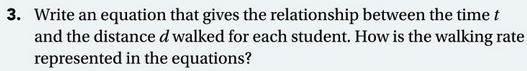 3. Write an equation that gives the relationship between the time t
and the distance d walked for each student. How is the walking rate
represented in the equations?